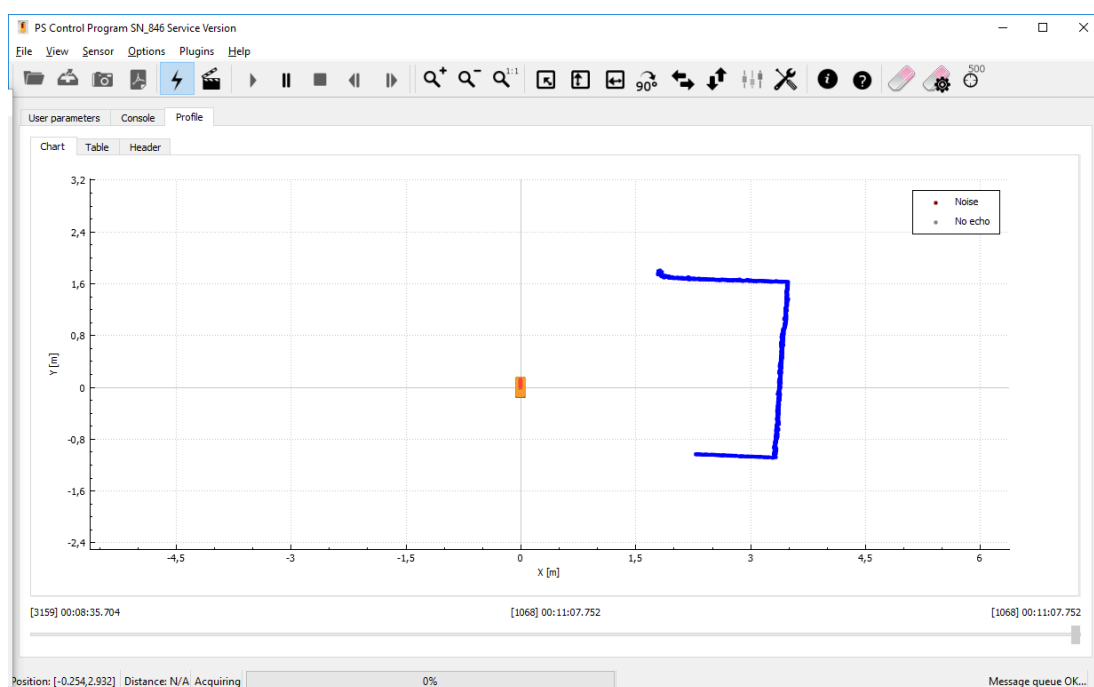 PS Control Program SN_846 Service Version
File View Sensor Options Plugins Help
1:1
90°
500
User parameters Console Profile
Chart Table Header
3,2
2,4
1,6
0,8
0
-0,8
-1,6
-2,4
Y [m]
Noise
No echo
-4,5 -3 -1,5 0 1,5 3 4,5 6
X [m]
[3159] 00:08:35.704 [1068] 00:11:07.752 [1068] 00:11:07.752
Position: [-0.254,2.932] Distance: N/A Acquiring 0% Message queue OK...